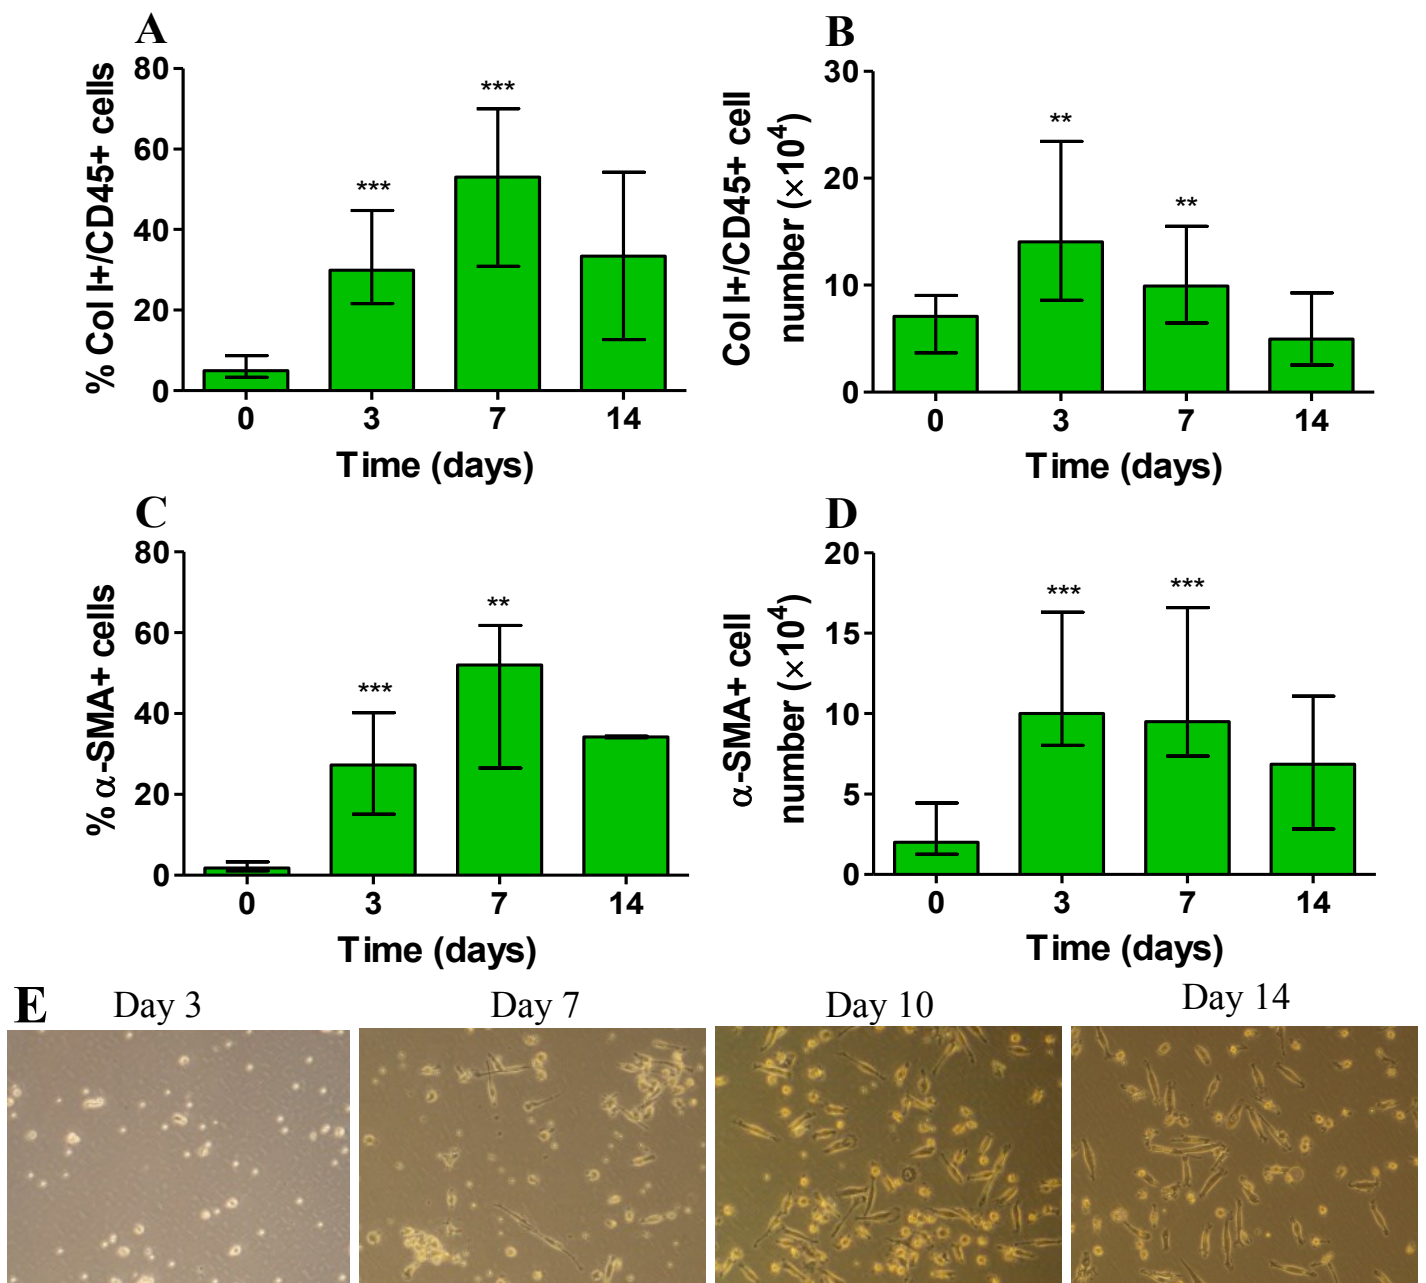 A
% Col I+/CD45+ cells
80
60
40
20
0
***
***
0 3 7 14
Time (days)
B
Col I+/CD45+ cell
number (×10⁴)
30
20
10
0
**
**
0 3 7 14
Time (days)
C
% α-SMA+ cells
80
60
40
20
0
***
**
0 3 7 14
Time (days)
D
α-SMA+ cell
number (×10⁴)
20
15
10
5
0
***
***
0 3 7 14
Time (days)
E
Day 3
Day 7
Day 10
Day 14